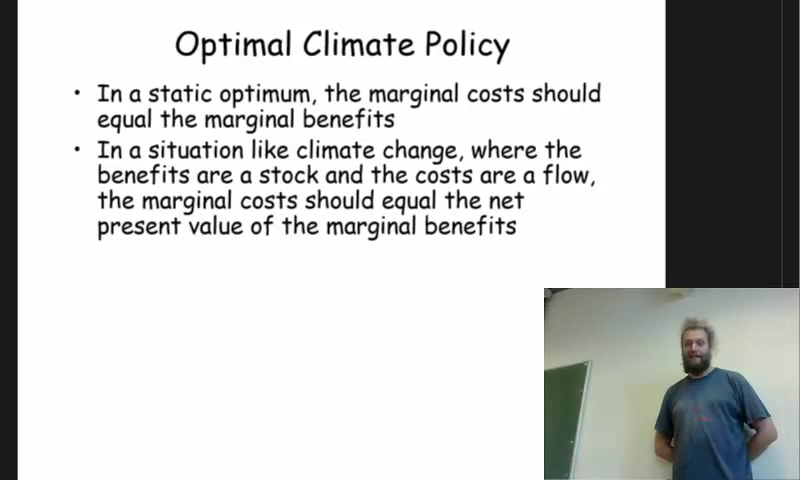 Optimal Climate Policy
• In a static optimum, the marginal costs should
equal the marginal benefits
• In a situation like climate change, where the
benefits are a stock and the costs are a flow,
the marginal costs should equal the net
present value of the marginal benefits